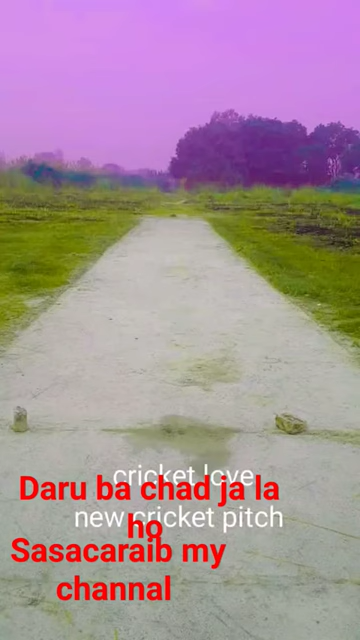 cricket love
Daru ba chad ja la
ho
new cricket pitch
Sasacaraib my
channal